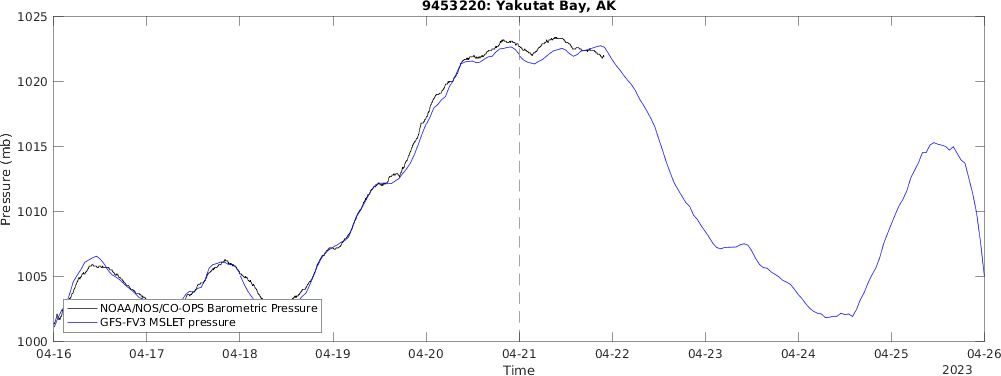 9453220: Yakutat Bay, AK
Pressure (mb)
1025
1020
1015
1010
1005
1000
NOAA/NOS/CO-OPS Barometric Pressure
GFS-FV3 MSLET pressure
04-16 04-17 04-18 04-19 04-20 04-21 04-22 04-23 04-24 04-25 04-26
Time
2023